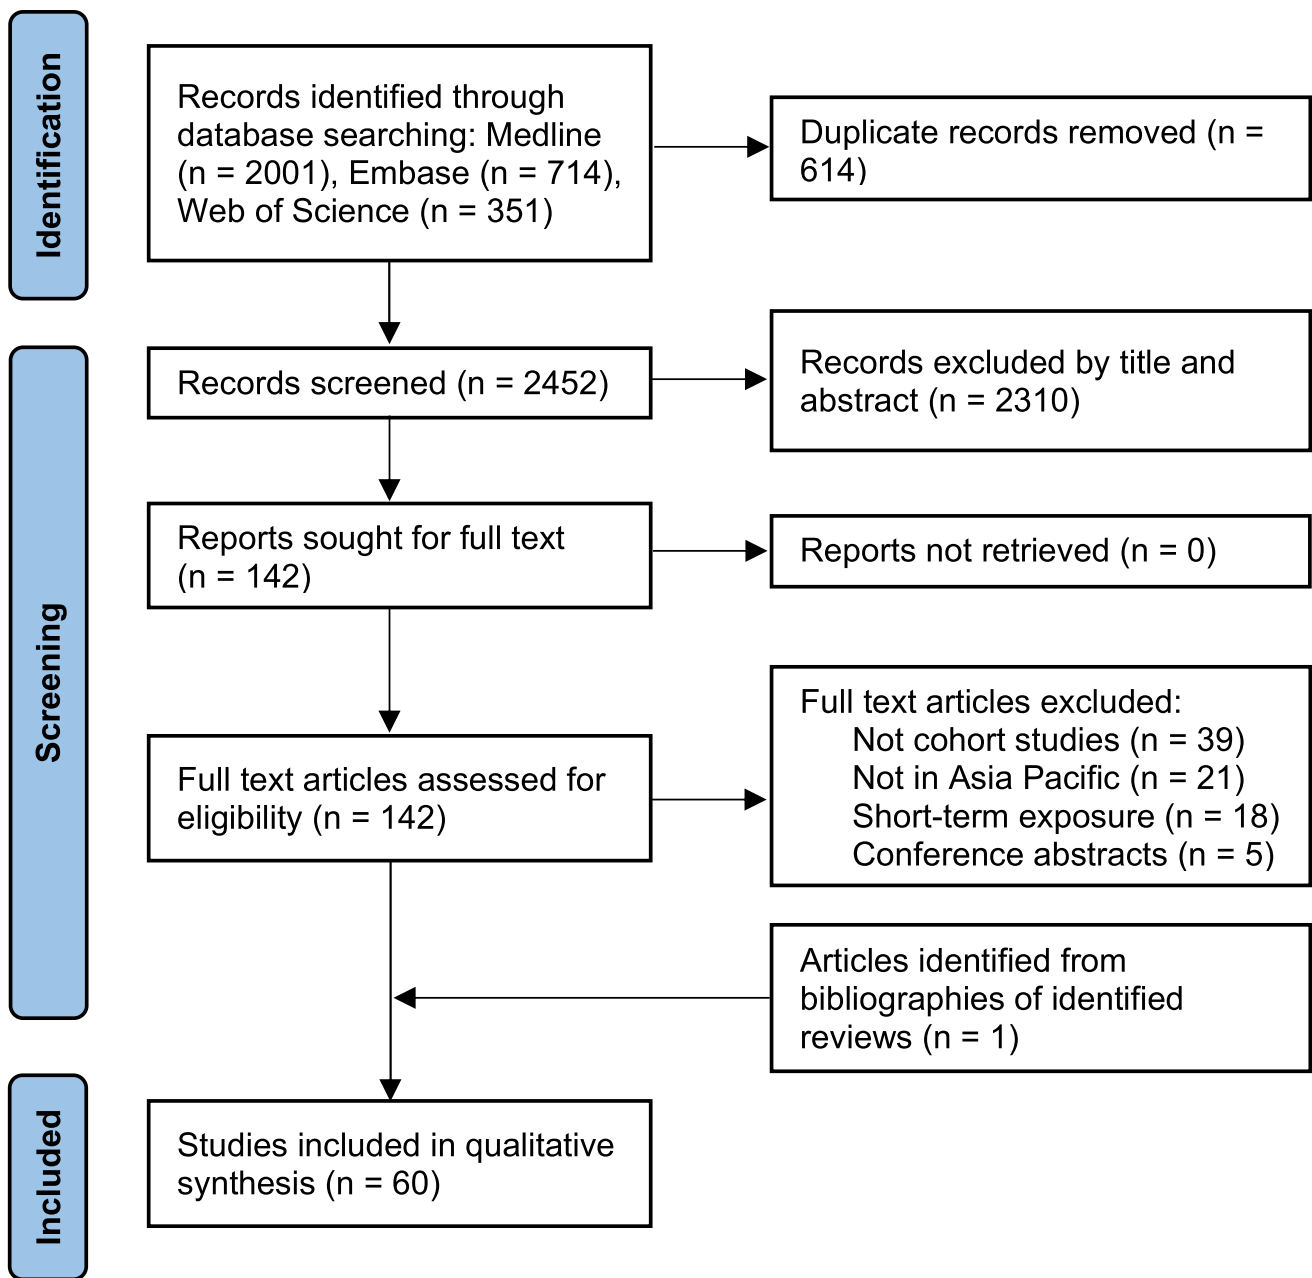 Identification
Records identified through
database searching: Medline
(n = 2001), Embase (n = 714),
Web of Science (n = 351)
Duplicate records removed (n =
614)
Screening
Records screened (n = 2452)
Records excluded by title and
abstract (n = 2310)
Reports sought for full text
(n = 142)
Reports not retrieved (n = 0)
Full text articles assessed for
eligibility (n = 142)
Full text articles excluded:
Not cohort studies (n = 39)
Not in Asia Pacific (n = 21)
Short-term exposure (n = 18)
Conference abstracts (n = 5)
Articles identified from
bibliographies of identified
reviews (n = 1)
Included
Studies included in qualitative
synthesis (n = 60)